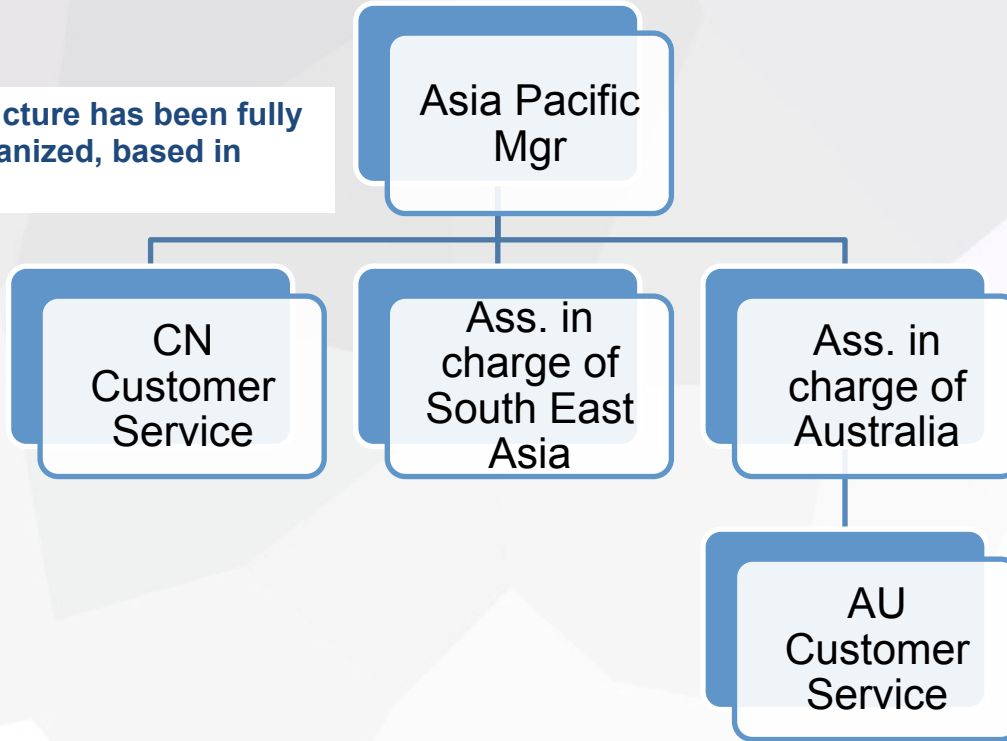 Asia Pacific
Mgr
cture has been fully
anized, based in
CN
Customer
Service
Ass. in
charge of
South East
Asia
Ass. in
charge of
Australia
AU
Customer
Service